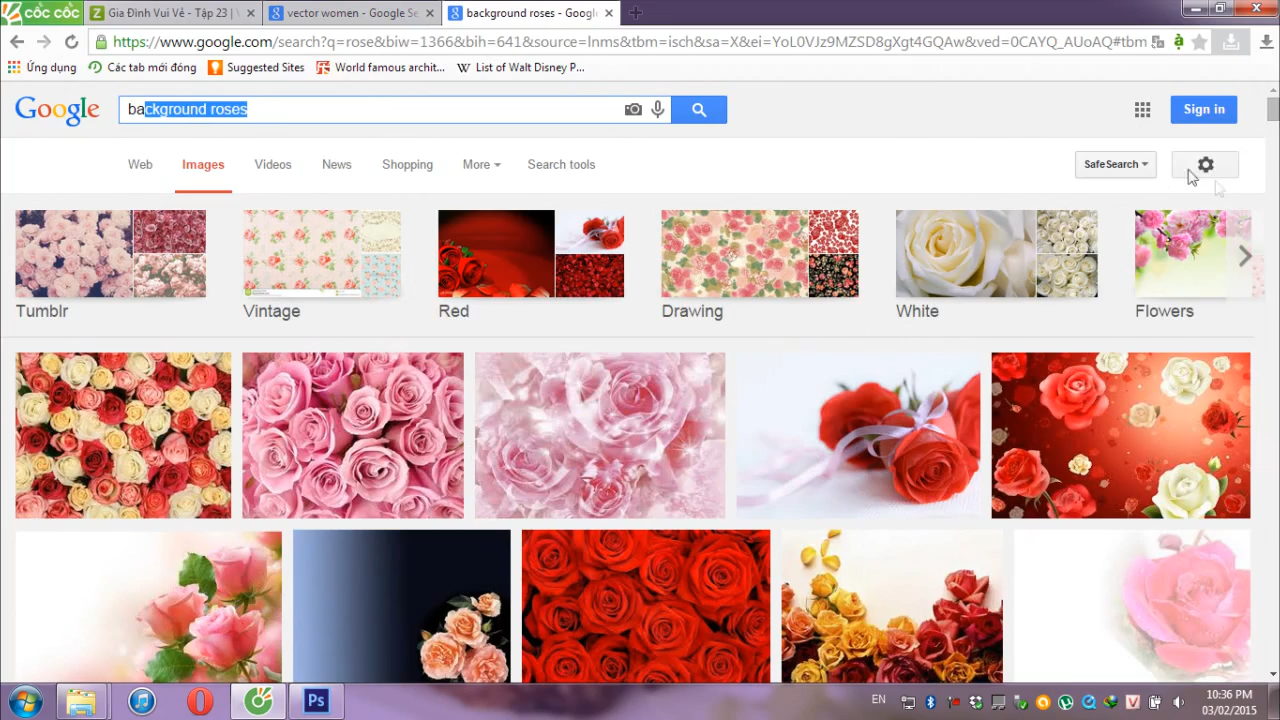 cốc cốc
Gia Đình Vui Vẻ - Tập 23 |
vector women - Google Se
background roses - Google
https://www.google.com/search?q=rose&biw=1366&bih=641&source=lnms&tbm=isch&sa=X&ei=YoLQVJz9MZSD8gXgt4GQAw&ved=0CAYQ_AUoAQ#tbm
Ứng dụng
Các tab mới đóng
Suggested Sites
World famous archit...
List of Walt Disney P...
Google
background roses
Sign in
Web
Images
Videos
News
Shopping
More
Search tools
SafeSearch
Tumblr
Vintage
Red
Drawing
White
Flowers
Ps
EN
10:36 PM
03/02/2015